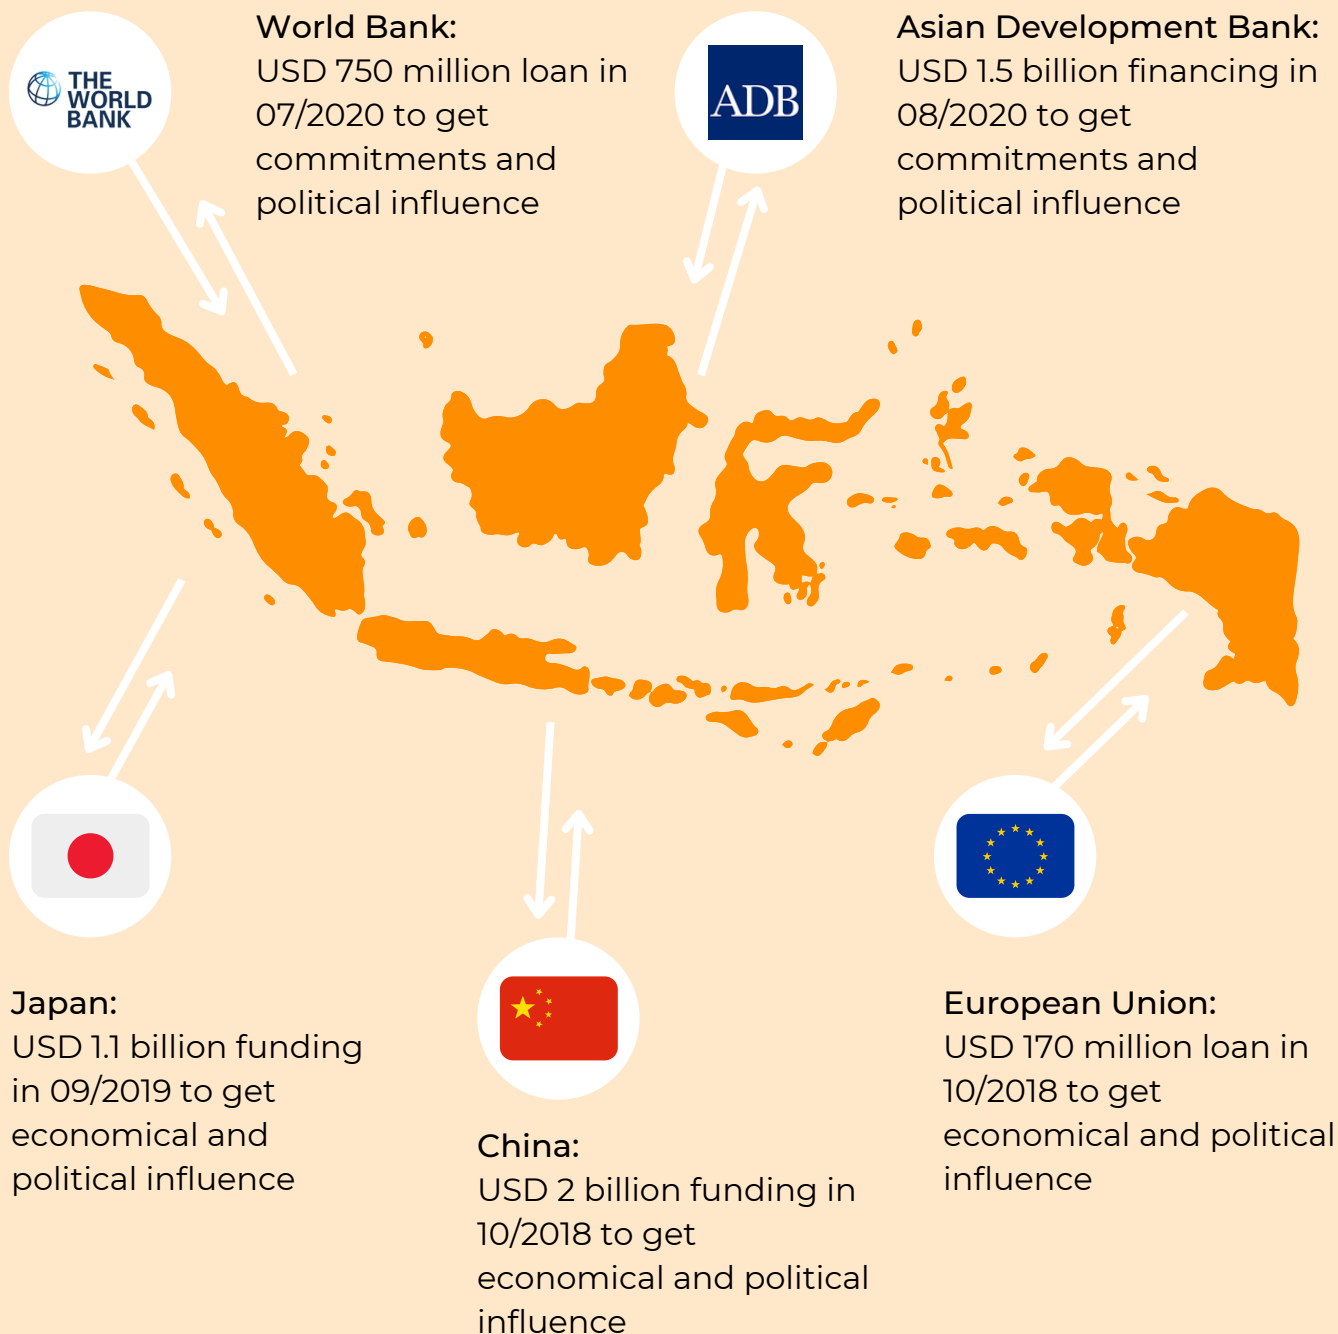 THE
WORLD
BANK
World Bank:
USD 750 million loan in
07/2020 to get
commitments and
political influence
ADB
Asian Development Bank:
USD 1.5 billion financing in
08/2020 to get
commitments and
political influence
Japan:
USD 1.1 billion funding
in 09/2019 to get
economical and
political influence
China:
USD 2 billion funding in
10/2018 to get
economical and political
influence
European Union:
USD 170 million loan in
10/2018 to get
economical and political
influence